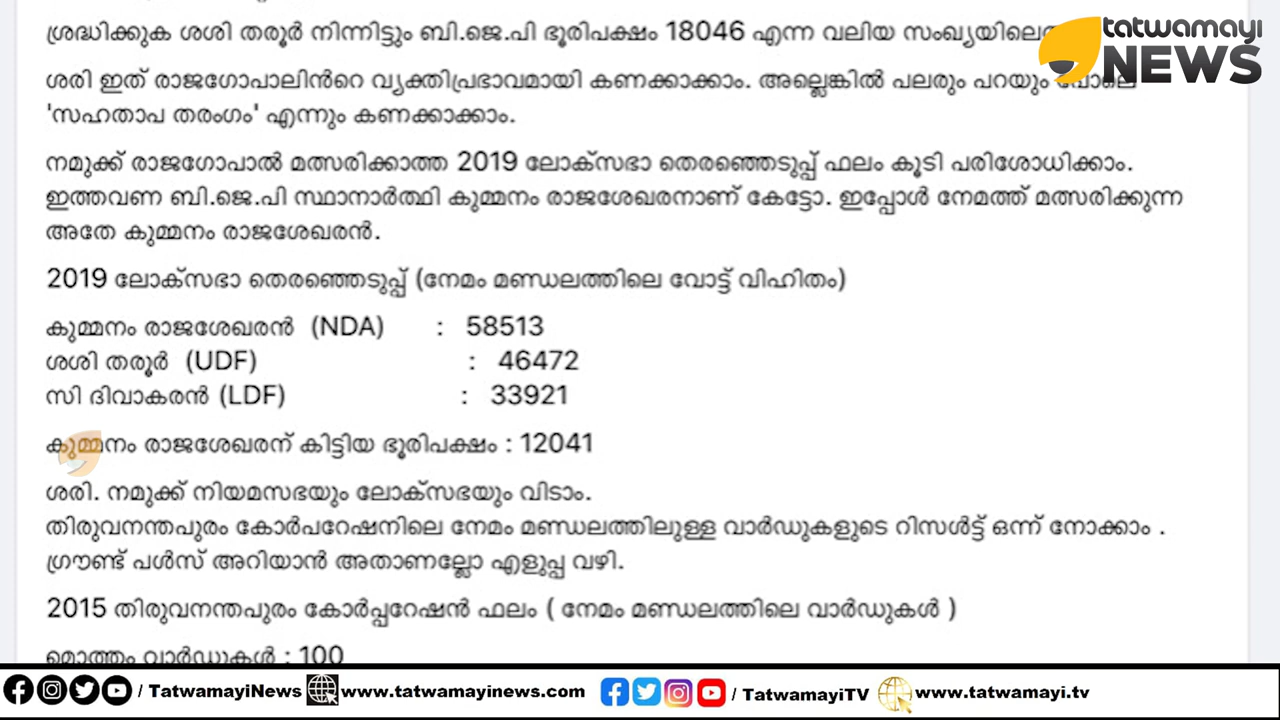 ശ്രദ്ധിക്കുക ശശി തരൂർ നിന്നിട്ടും ബി.ജെ.പി ഭൂരിപക്ഷം 18046 എന്ന വലിയ
tatwamayi
NEWS
ശരി ഇത് രാജഗോപാലിൻറെ വ്യക്തിപ്രഭാവമായി കണക്കാക്കാം. അല്ലെങ്കിൽ പലരും പറയും പോലെ
'സഹതാപ തരംഗം' എന്നും കണക്കാക്കാം.
നമുക്ക് രാജഗോപാൽ മത്സരിക്കാത്ത 2019 ലോക്സഭാ തെരഞ്ഞെടുപ്പ് ഫലം കൂടി പരിശോധിക്കാം.
ഇത്തവണ ബി.ജെ.പി സ്ഥാനാർത്ഥി കുമ്മനം രാജശേഖരനാണ് കേട്ടോ. ഇപ്പോൾ നേമത്ത് മത്സരിക്കുന്ന
അതേ കുമ്മനം രാജശേഖരൻ.
2019 ലോക്സഭാ തെരഞ്ഞെടുപ്പ് (നേമം മണ്ഡലത്തിലെ വോട്ട് വിഹിതം)
കുമ്മനം രാജശേഖരൻ (NDA) : 58513
ശശി തരൂർ (UDF) : 46472
സി ദിവാകരൻ (LDF) : 33921
കുമ്മനം രാജശേഖരന് കിട്ടിയ ഭൂരിപക്ഷം : 12041
ശരി. നമുക്ക് നിയമസഭയും ലോക്സഭയും വിടാം.
തിരുവനന്തപുരം കോർപറേഷനിലെ നേമം മണ്ഡലത്തിലുള്ള വാർഡുകളുടെ റിസൾട്ട് ഒന്ന് നോക്കാം .
ഗ്രൗണ്ട് പൾസ് അറിയാൻ അതാണല്ലോ എളുപ്പ വഴി.
2015 തിരുവനന്തപുരം കോർപ്പറേഷൻ ഫലം ( നേമം മണ്ഡലത്തിലെ വാർഡുകൾ )
മൊത്തം വാർഡുകൾ : 100
/ TatwamayiNews www.tatwamayinews.com / TatwamayiTV www.tatwamayi.tv